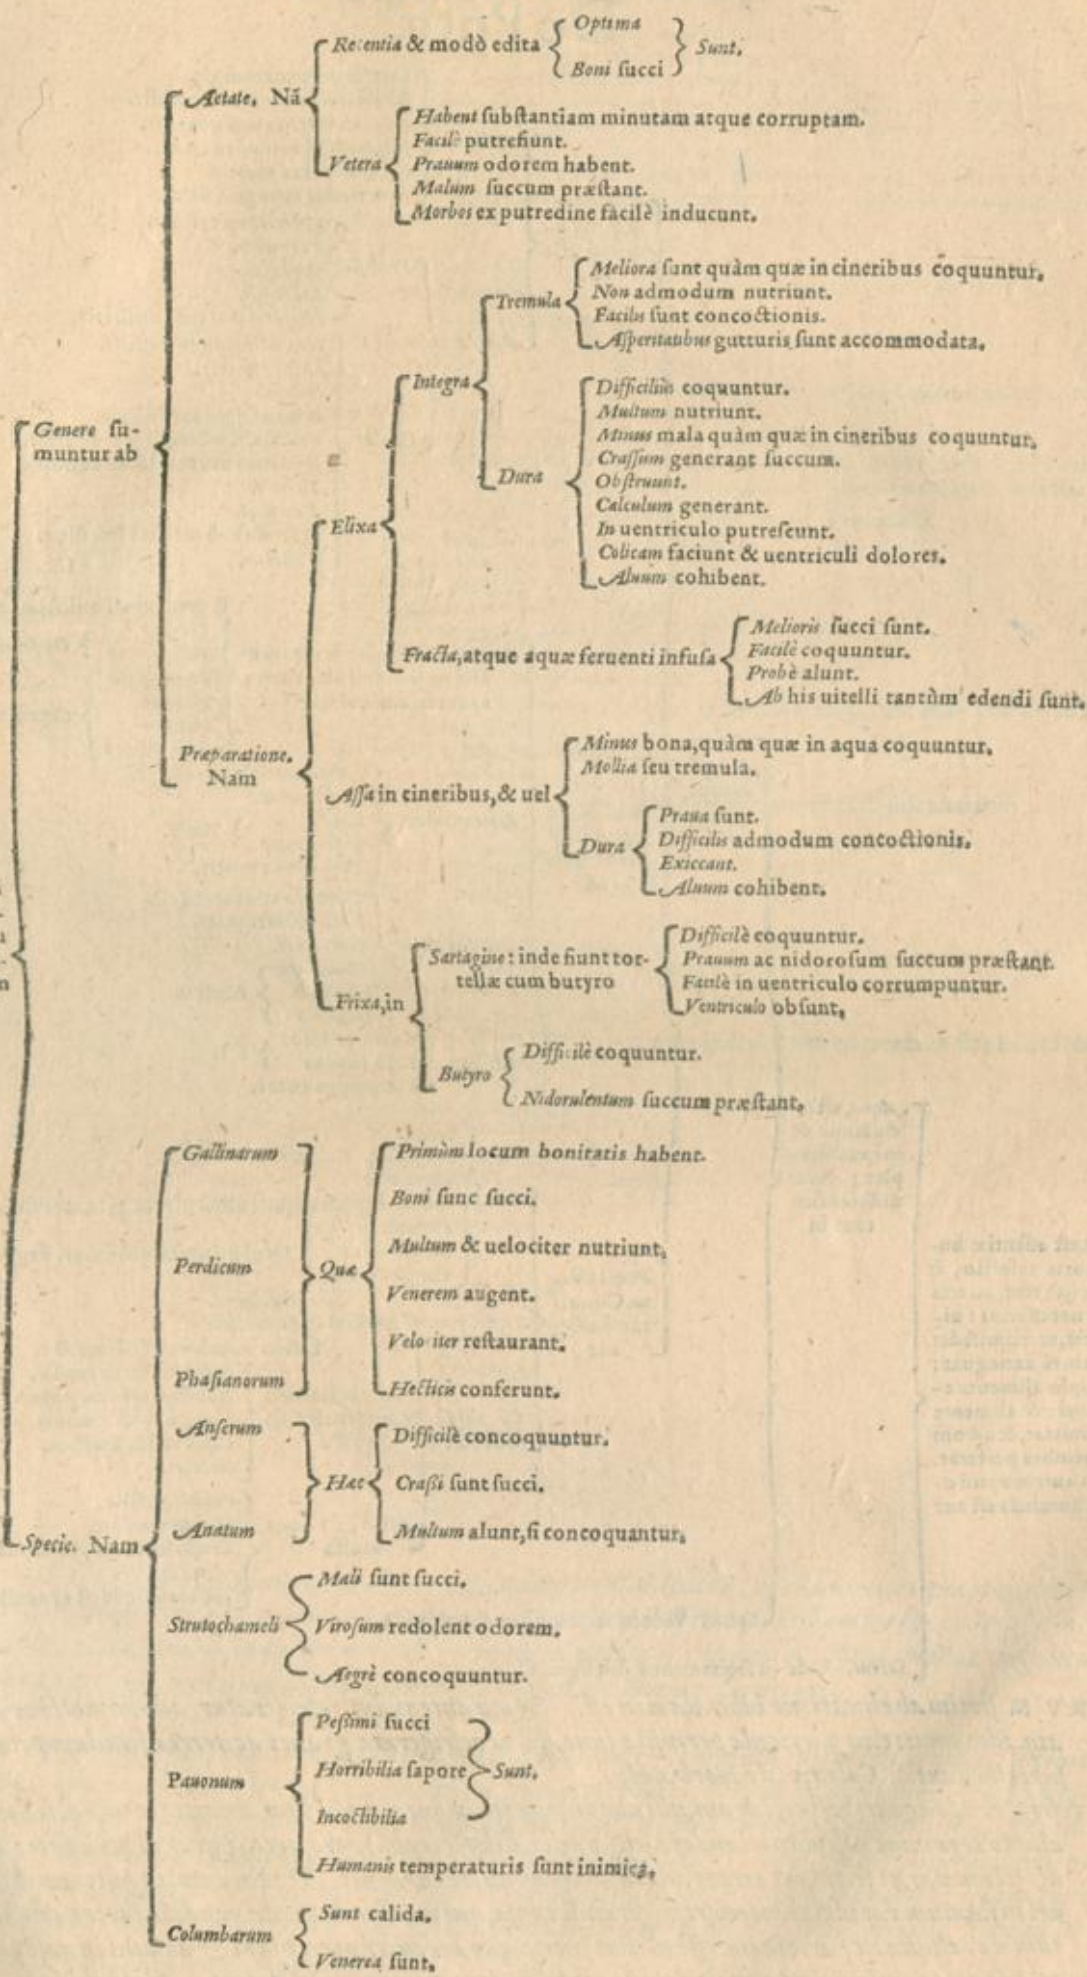 Recentia & modò edita
Optima
Boni succi
Sunt.
Aetate. Nã
Vetera
Habent substantiam minutam atque corruptam.
Facilè putrefiunt.
Prauum odorem habent.
Malum succum præstant.
Morbos ex putredine facilè inducunt.
Genere su-
muntur ab
Præparatione.
Nam
Elixa
Integra
Tremula
Meliora sunt quàm quæ in cineribus coquuntur.
Non admodum nutriunt.
Facilis sunt concoctionis.
Asperitatibus gutturis sunt accommodata.
Dura
Difficiliùs coquuntur.
Multum nutriunt.
Minus mala quàm quæ in cineribus coquuntur.
Crassum generant succum.
Obstruunt.
Calculum generant.
In uentriculo putrescunt.
Colicam faciunt & uentriculi dolores.
Aluum cohibent.
Fracta, atque aquæ feruenti infusa
Melioris succi sunt.
Facilè coquuntur.
Probè alunt.
Ab his uitelli tantùm edendi sunt.
Assa in cineribus, & uel
Minus bona, quàm quæ in aqua coquuntur.
Mollia seu tremula.
Dura
Praua sunt.
Difficilis admodum concoctionis.
Exiccant.
Aluum cohibent.
Frixa, in
Sartagine: inde fiunt tor-
tellæ cum butyro
Difficilè coquuntur.
Prauum ac nidorosum succum præstant.
Facilè in uentriculo corrumpuntur.
Ventriculo obsunt.
Butyro
Difficilè coquuntur.
Nidorulentum succum præstant.
Specie. Nam
Gallinarum
Perdicum
Phasianorum
Quæ
Primùm locum bonitatis habent.
Boni sunc succi.
Multum & uelociter nutriunt.
Venerem augent.
Velo iter restaurant.
Hecticis conferunt.
Anserum
Anatum
Hæc
Difficilè concoquuntur.
Craßi sunt succi.
Multum alunt, si concoquantur.
Strutochameli
Mali sunt succi.
Virosum redolent odorem.
Aegrè concoquuntur.
Pauonum
Peßimi succi
Horribilia sapore
Incoctibilia
Sunt.
Humanis temperaturis sunt inimica.
Columbarum
Sunt calida.
Venerea sunt.